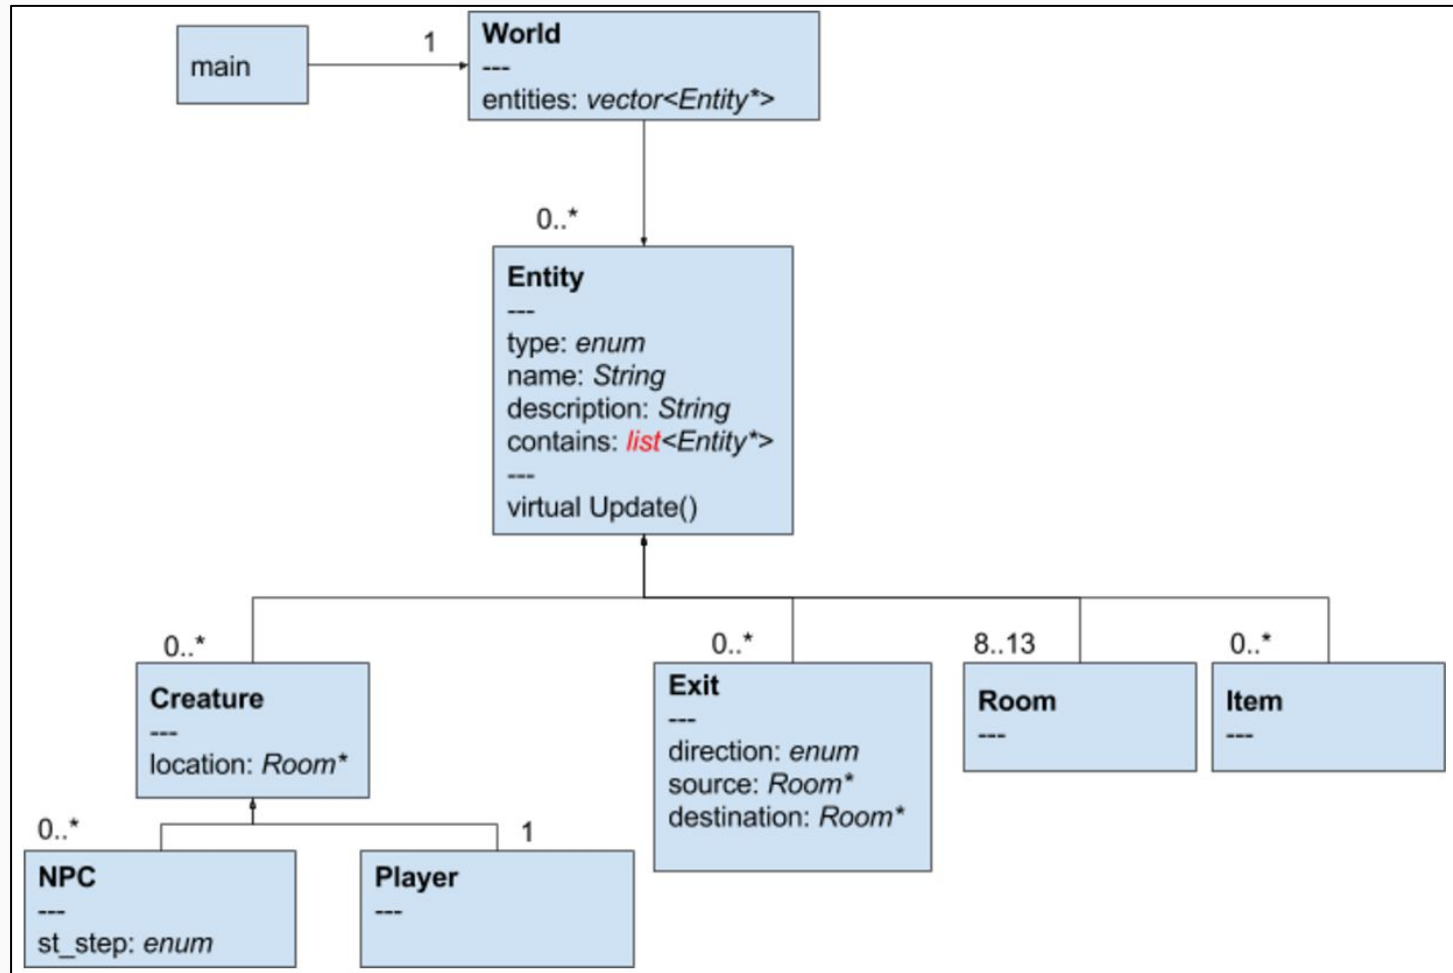 main
1
World
---
entities: vector<Entity*>
0..*
Entity
---
type: enum
name: String
description: String
contains: list<Entity*>
---
virtual Update()
0..*
Creature
---
location: Room*
0..*
Exit
---
direction: enum
source: Room*
destination: Room*
8..13
Room
---
0..*
Item
---
0..*
NPC
---
st_step: enum
1
Player
---